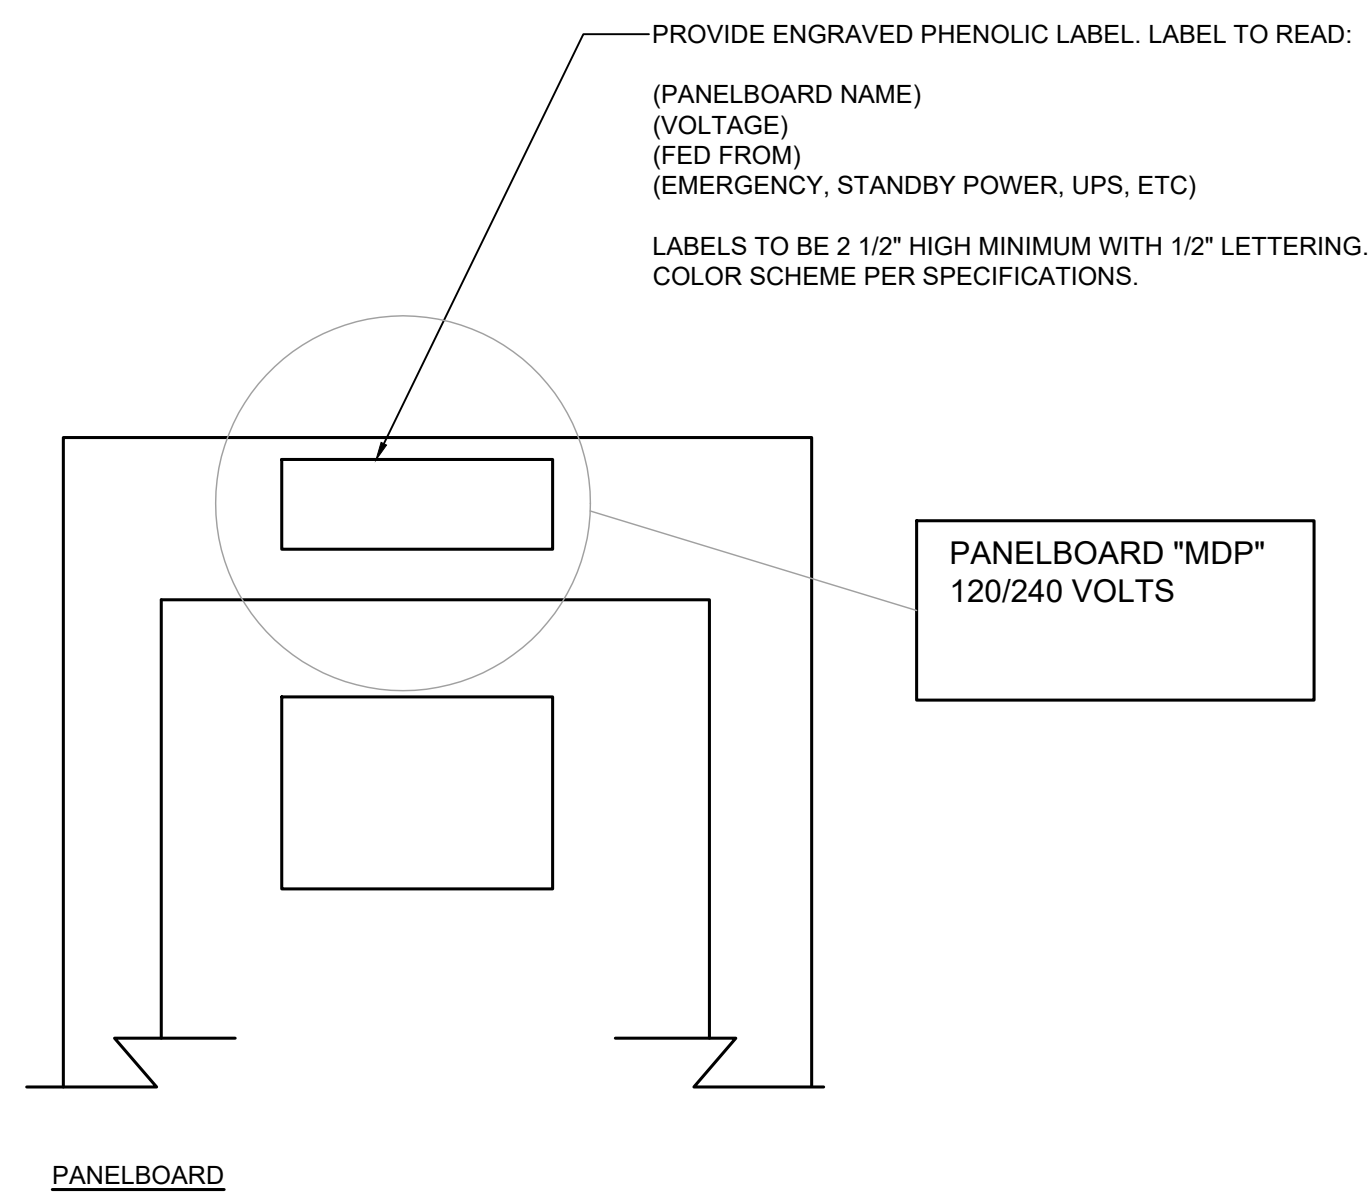 PROVIDE ENGRAVED PHENOLIC LABEL. LABEL TO READ:
(PANELBOARD NAME)
(VOLTAGE)
(FED FROM)
(EMERGENCY, STANDBY POWER, UPS, ETC)
LABELS TO BE 2 1/2" HIGH MINIMUM WITH 1/2" LETTERING.
COLOR SCHEME PER SPECIFICATIONS.
PANELBOARD "MDP"
120/240 VOLTS
PANELBOARD